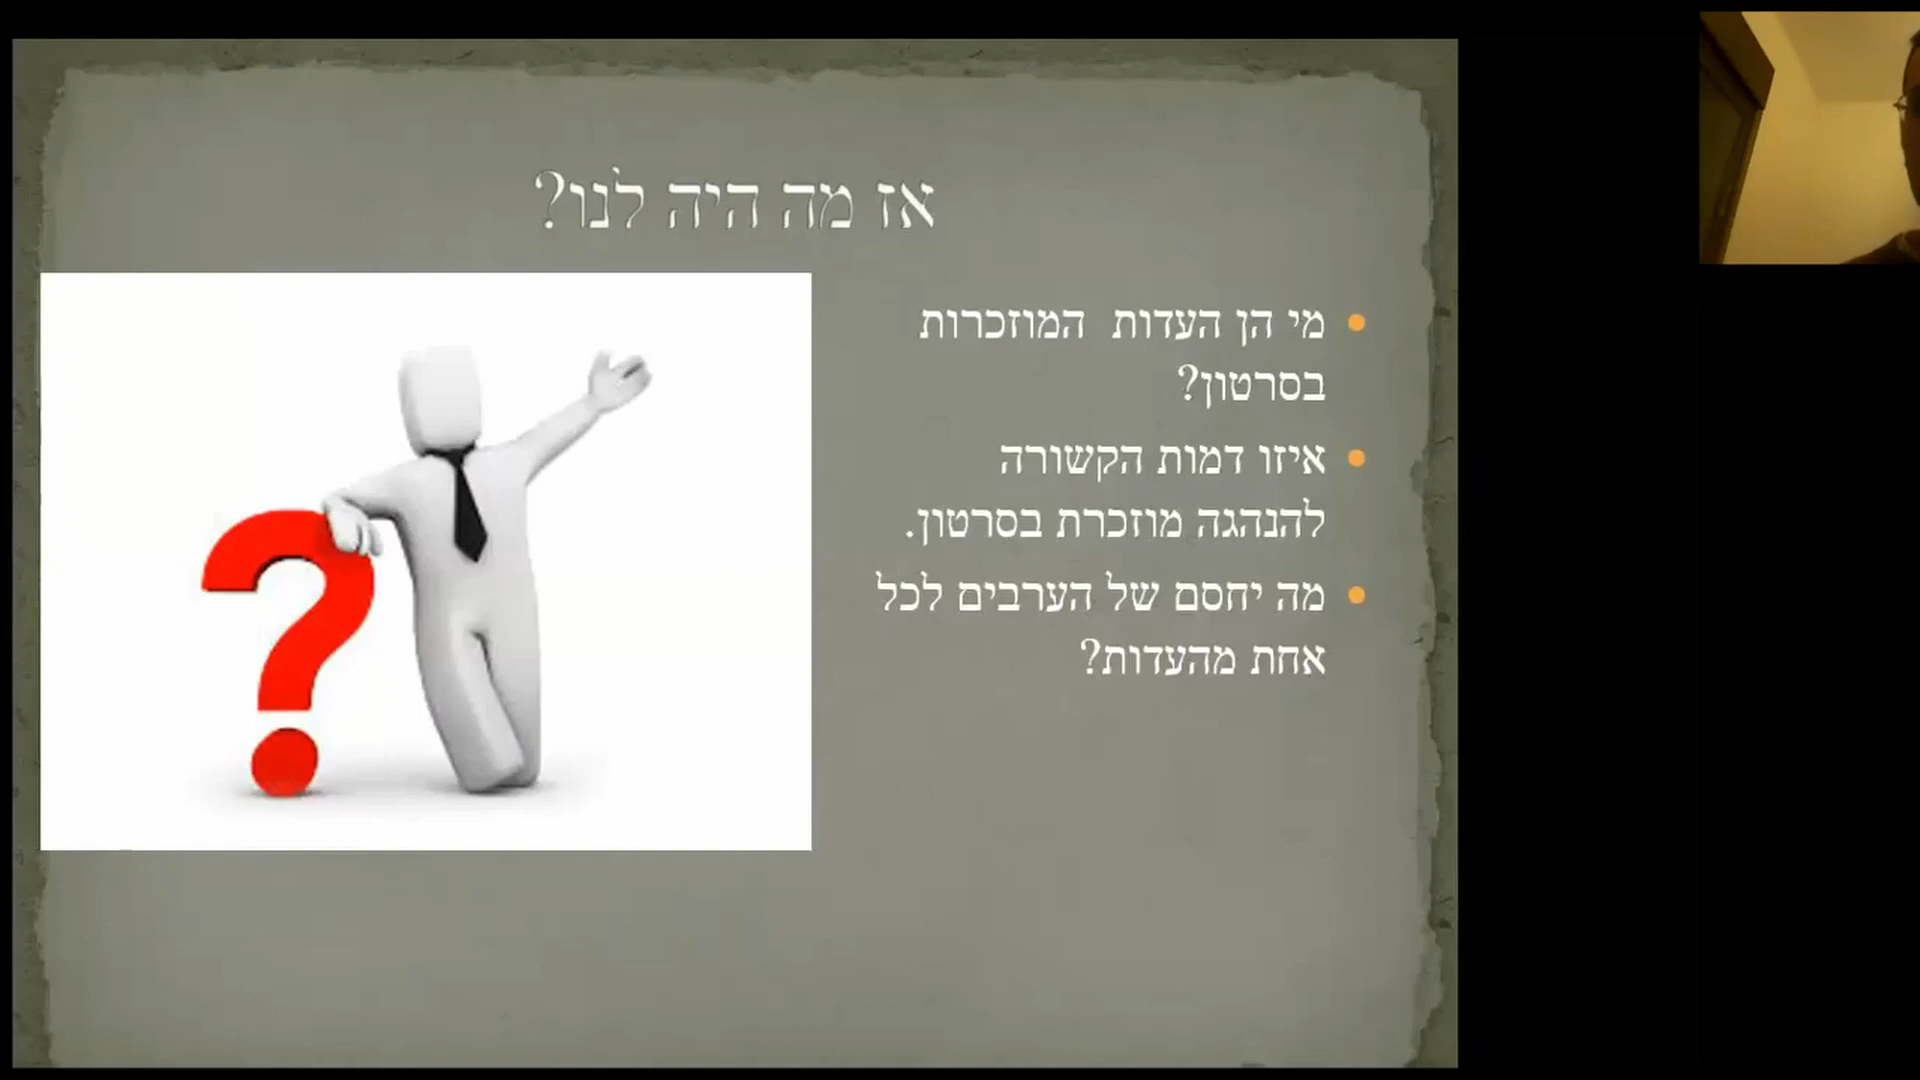 אז מה היה לנו?
מי הן העדות המוזכרות
בסרטון?
איזו דמות הקשורה
להנהגה מוזכרת בסרטון.
מה יחסם של הערבים לכל
אחת מהעדות?